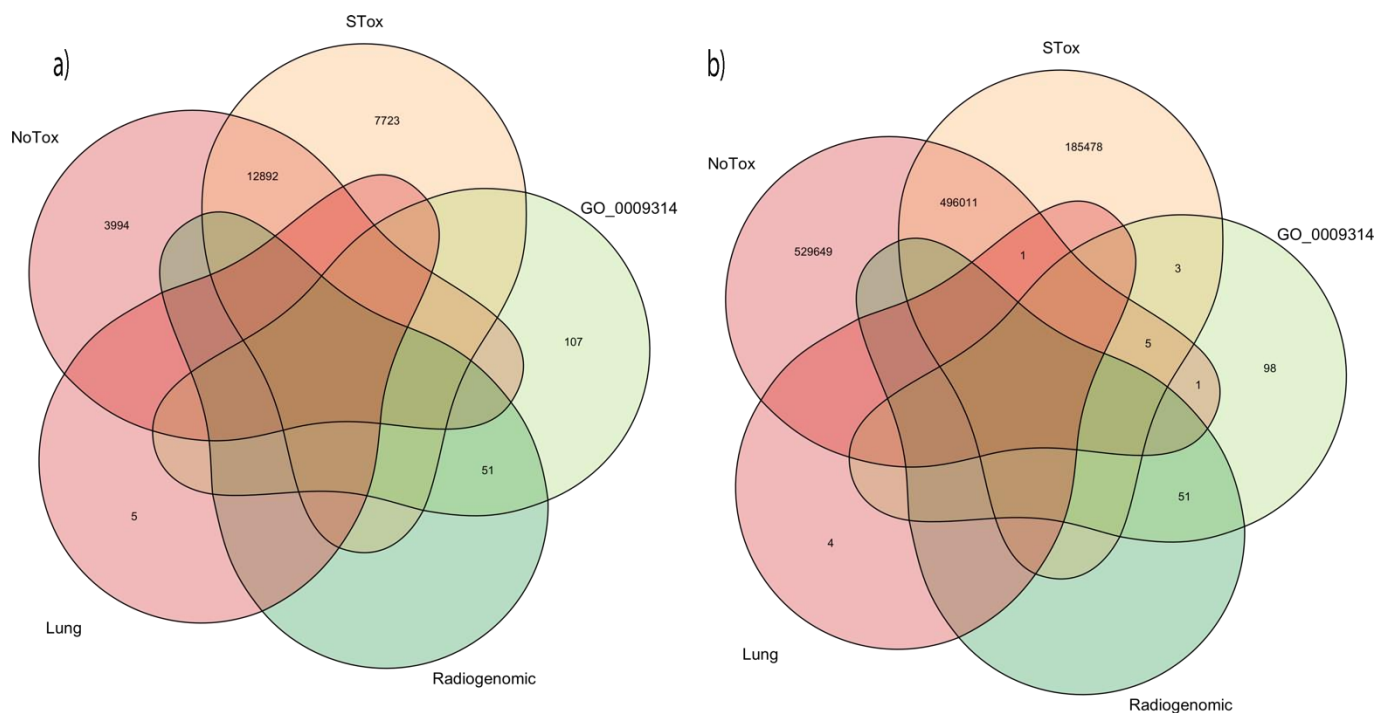 a)
STox
7723
NoTox
12892
3994
GO_0009314
107
51
5
Lung
Radiogenomic
b)
STox
185478
NoTox
496011
529649
1
GO_0009314
3
5
1
98
51
4
Lung
Radiogenomic